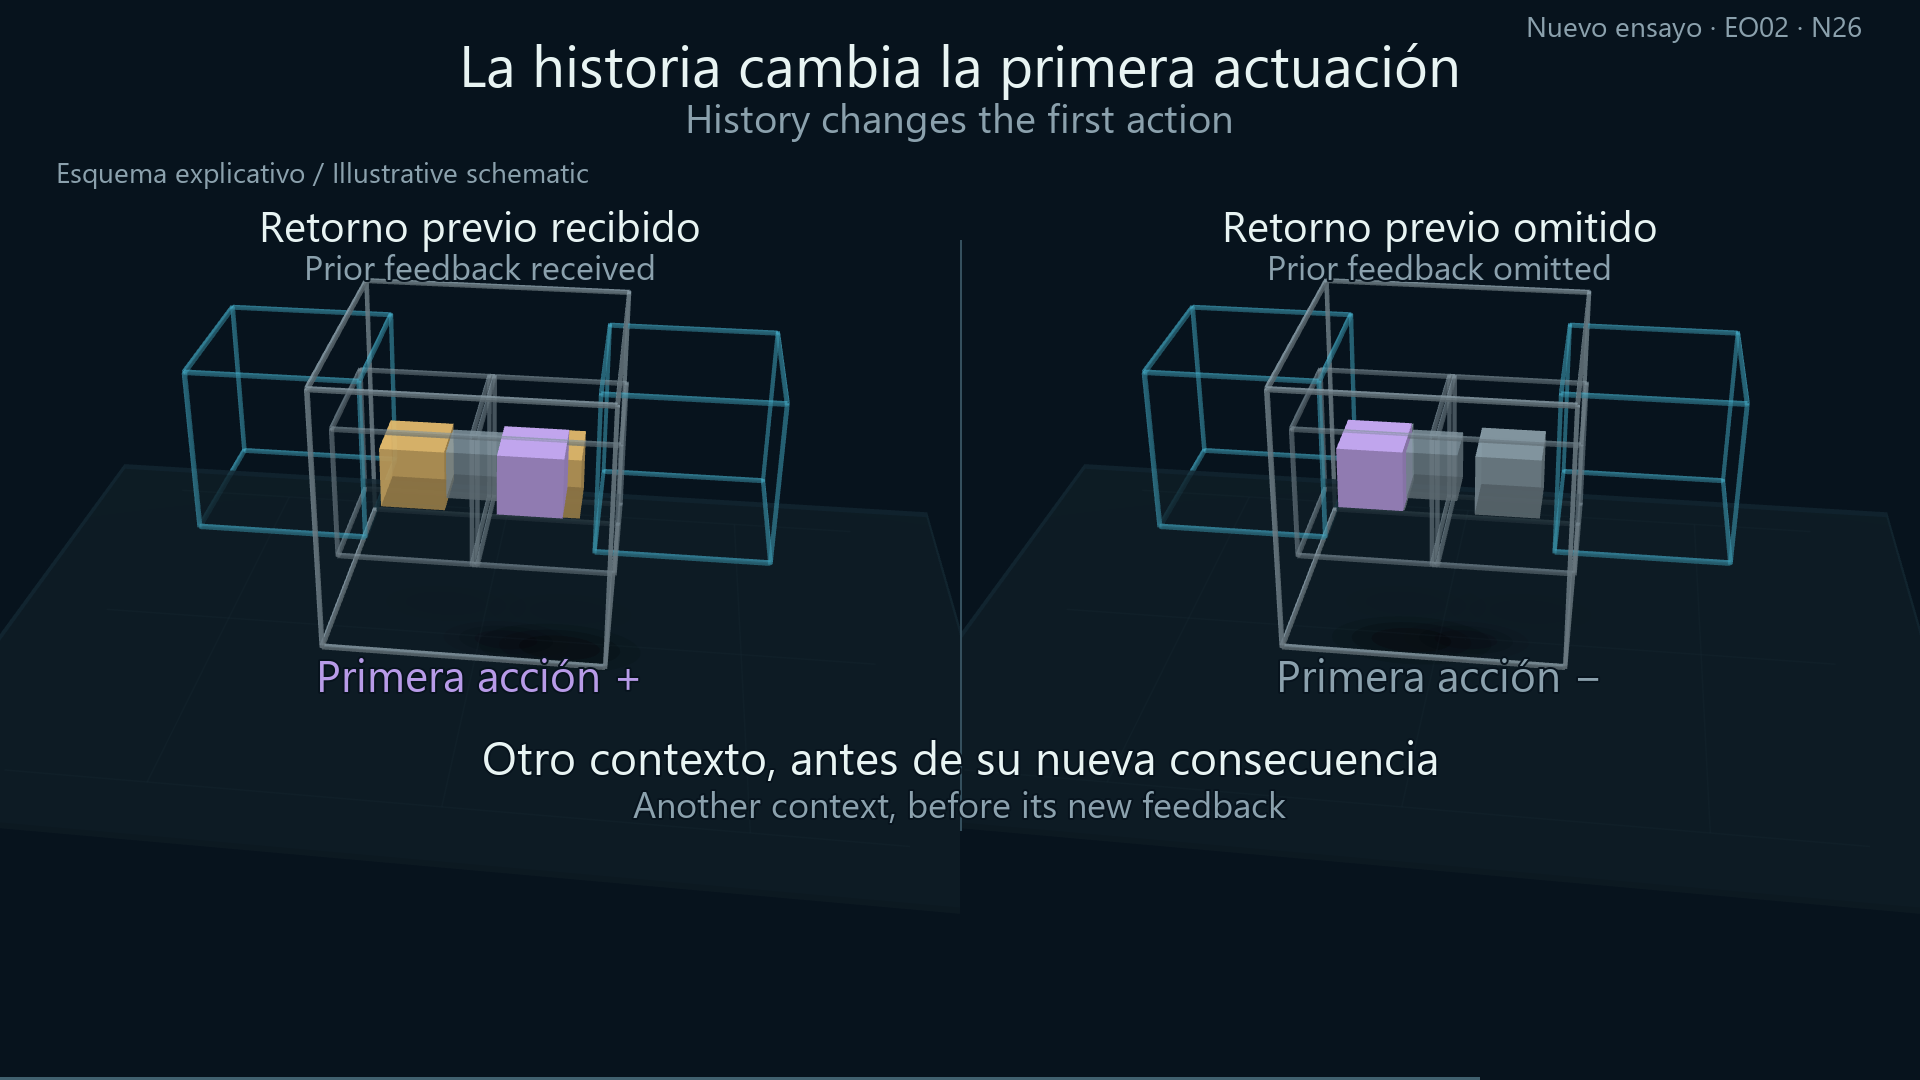 Nuevo ensayo · EO02 · N26
La historia cambia la primera actuación
History changes the first action
Esquema explicativo / Illustrative schematic
Retorno previo recibido
Prior feedback received
Retorno previo omitido
Prior feedback omitted
Primera acción +
Primera acción −
Otro contexto, antes de su nueva consecuencia
Another context, before its new feedback